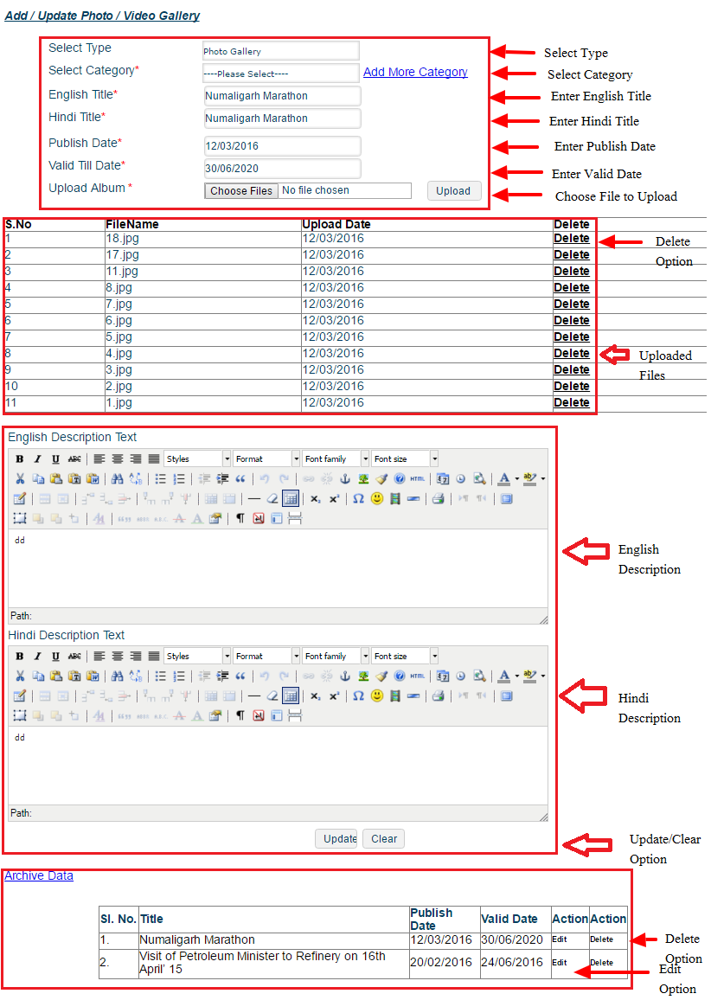 Add / Update Photo / Video Gallery
Select Type Photo Gallery Select Type
Select Category* ----Please Select---- Add More Category Select Category
English Title* Numaligarh Marathon Enter English Title
Hindi Title* Numaligarh Marathon Enter Hindi Title
Publish Date* 12/03/2016 Enter Publish Date
Valid Till Date* 30/06/2020 Enter Valid Date
Upload Album * Choose Files No file chosen Upload Choose File to Upload
S.No FileName Upload Date Delete
1 18.jpg 12/03/2016 Delete
Delete
Option
2 17.jpg 12/03/2016 Delete
3 11.jpg 12/03/2016 Delete
4 8.jpg 12/03/2016 Delete
5 7.jpg 12/03/2016 Delete
6 6.jpg 12/03/2016 Delete
7 5.jpg 12/03/2016 Delete
8 4.jpg 12/03/2016 Delete
Uploaded
Files
9 3.jpg 12/03/2016 Delete
10 2.jpg 12/03/2016 Delete
11 1.jpg 12/03/2016 Delete
English Description Text
B I U ABC Styles Format Font family Font size
HTML A ab
x₂ x² Ω ¶
dd
English
Description
Path:
Hindi Description Text
B I U ABC Styles Format Font family Font size
HTML A ab
x₂ x² Ω ¶
dd
Hindi
Description
Path:
Update Clear
Update/Clear
Option
Archive Data
Sl. No. Title Publish Date Valid Date Action Action
1. Numaligarh Marathon 12/03/2016 30/06/2020 Edit Delete
Delete
Option
2. Visit of Petroleum Minister to Refinery on 16th
April' 15 20/02/2016 24/06/2016 Edit Delete
Edit
Option